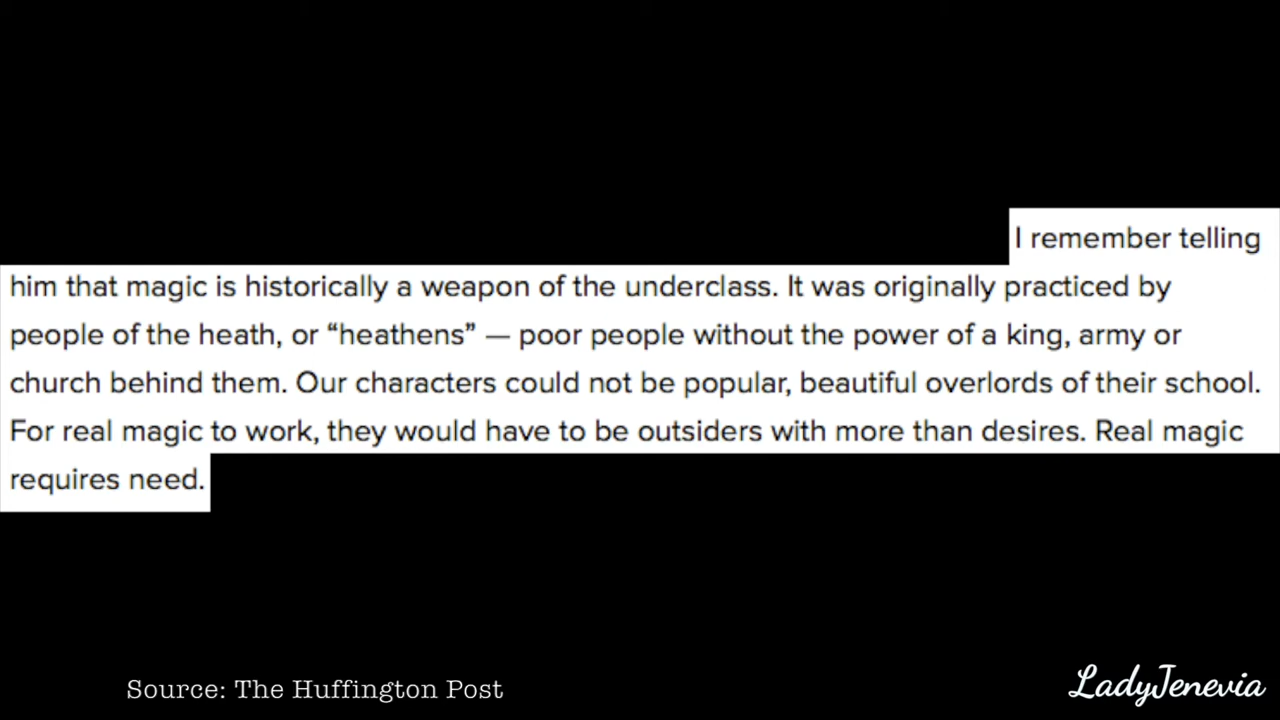 I remember telling
him that magic is historically a weapon of the underclass. It was originally practiced by
people of the heath, or “heathens” — poor people without the power of a king, army or
church behind them. Our characters could not be popular, beautiful overlords of their school.
For real magic to work, they would have to be outsiders with more than desires. Real magic
requires need.
Source: The Huffington Post
LadyJenevia